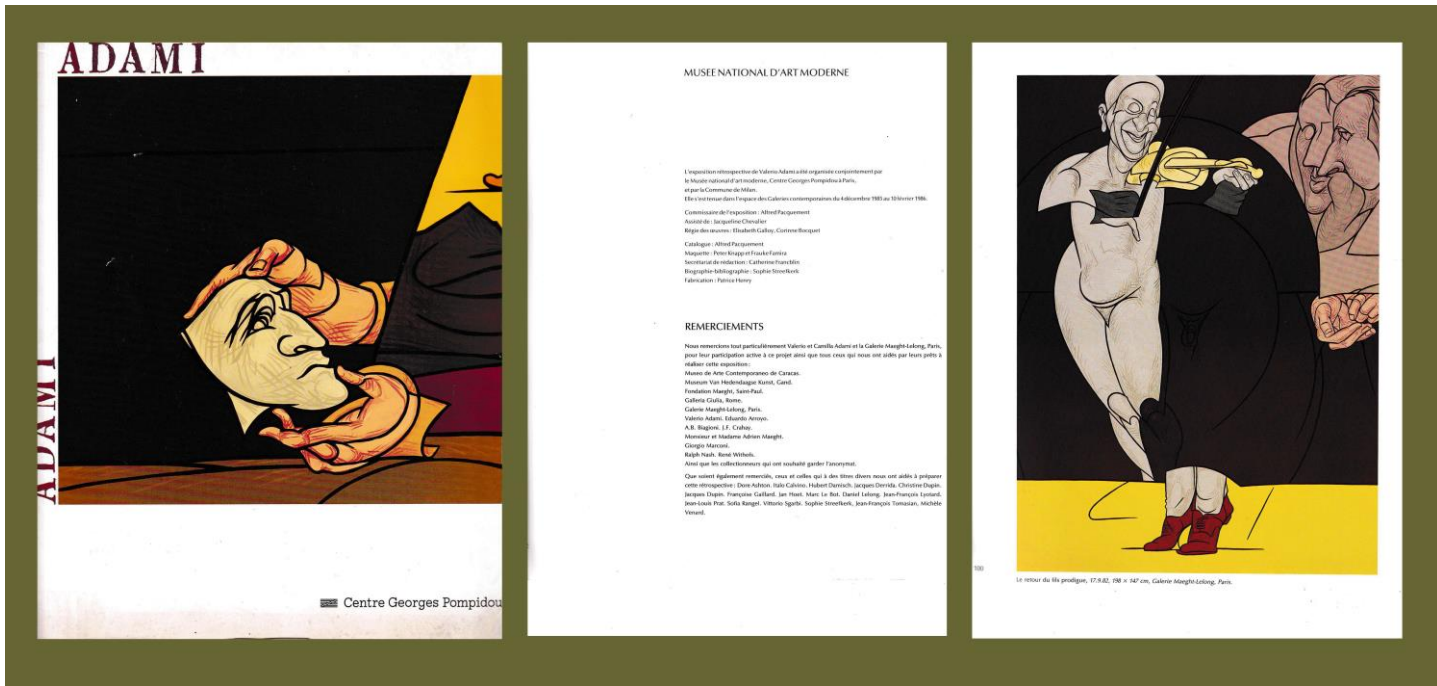 ADAMI
ADAMI
Centre Georges Pompidou
MUSEE NATIONAL D'ART MODERNE
L'exposition rétrospective de Valerio Adami a été organisée conjointement par
le Musée national d'art moderne, Centre Georges Pompidou à Paris,
et par la Commune de Milan.
Elle s'est tenue dans l'espace des Galeries contemporaines du 4 décembre 1985 au 10 février 1986.
Commissaire de l'exposition : Alfred Pacquement
Assisté de : Jacqueline Chevalier
Régie des œuvres : Elisabeth Galloy, Corinne Bocquet
Catalogue : Alfred Pacquement
Maquette : Peter Knapp et Frauke Famira
Secrétariat de rédaction : Catherine Francblin
Biographie-bibliographie : Sophie Streefkerk
Fabrication : Patrice Henry
REMERCIEMENTS
Nous remercions tout particulièrement Valerio et Camilla Adami et la Galerie Maeght-Lelong, Paris,
pour leur participation active à ce projet ainsi que tous ceux qui nous ont aidés par leurs prêts à
réaliser cette exposition :
Museo de Arte Contemporaneo de Caracas.
Museum Van Hedendaagse Kunst, Gand.
Fondation Maeght, Saint-Paul.
Galleria Giulia, Rome.
Galerie Maeght-Lelong, Paris.
Valerio Adami. Eduardo Arroyo.
A.B. Biagioni. J.F. Crahay.
Monsieur et Madame Adrien Maeght.
Giorgio Marconi.
Ralph Nash. René Withofs.
Ainsi que les collectionneurs qui ont souhaité garder l'anonymat.
Que soient également remerciés, ceux et celles qui à des titres divers nous ont aidés à préparer
cette rétrospective : Dore Ashton. Italo Calvino. Hubert Damisch. Jacques Derrida. Christine Dupin.
Jacques Dupin. Françoise Gaillard. Jan Hoet. Marc Le Bot. Daniel Lelong. Jean-François Lyotard.
Jean-Louis Prat. Sofia Rangel. Vittorio Sgarbi. Sophie Streefkerk, Jean-François Tomasian, Michèle
Venard.
100
Le retour du fils prodigue, 17.9.82, 198 × 147 cm, Galerie Maeght-Lelong, Paris.